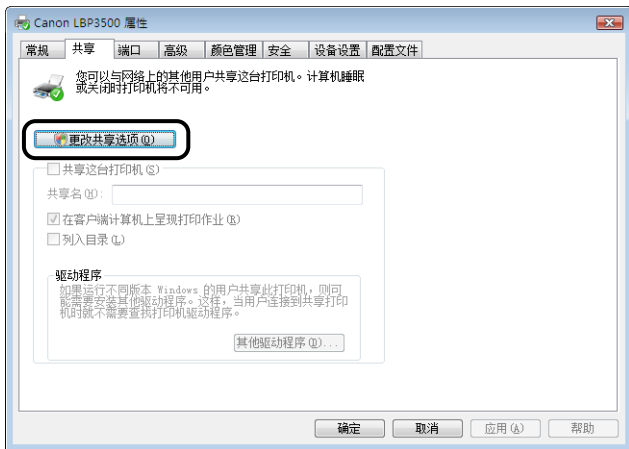 Canon LBP3500 属性
常规 共享 端口 高级 颜色管理 安全 设备设置 配置文件
您可以与网络上的其他用户共享这台打印机。计算机睡眠
或关闭时打印机将不可用。
更改共享选项(O)
共享这台打印机(S)
共享名(H):
在客户端计算机上呈现打印作业(R)
列入目录(L)
驱动程序
如果运行不同版本 Windows 的用户共享此打印机，则可
能需要安装其他驱动程序。这样，当用户连接到共享打印
机时就不需要查找打印机驱动程序。
其他驱动程序(D)...
确定 取消 应用(A) 帮助